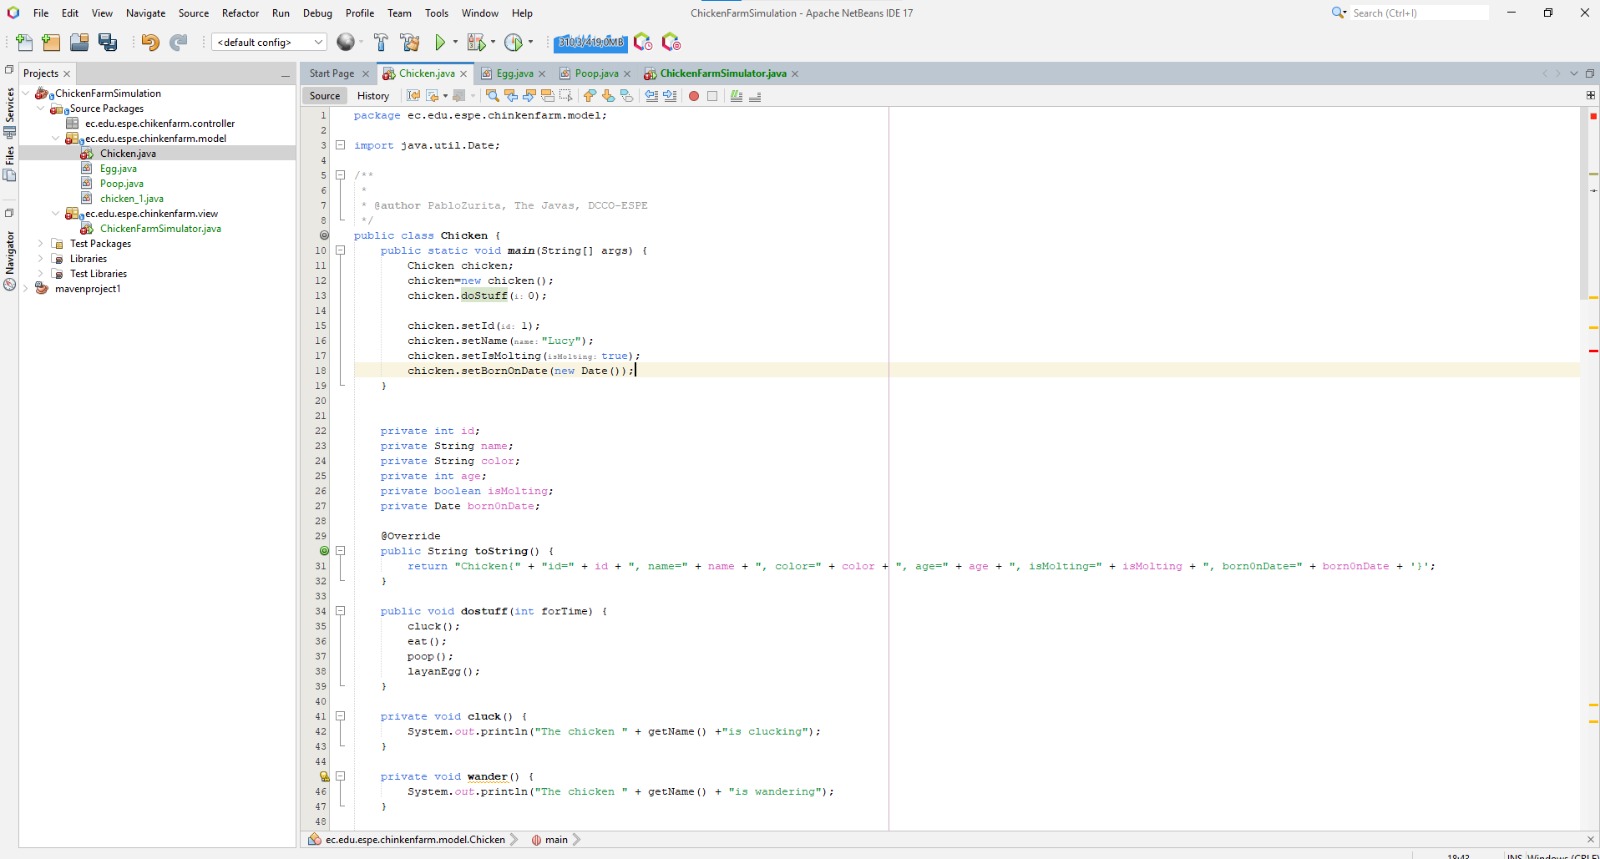 File Edit View Navigate Source Refactor Run Debug Profile Team Tools Window Help
ChickenFarmSimulation - Apache NetBeans IDE 17
Search (Ctrl+I)
<default config>
310,3/419,0MB
Services
Files
Navigator
Projects
ChickenFarmSimulation
Source Packages
ec.edu.espe.chikenfarm.controller
ec.edu.espe.chinkenfarm.model
Chicken.java
Egg.java
Poop.java
chicken_1.java
ec.edu.espe.chinkenfarm.view
ChickenFarmSimulator.java
Test Packages
Libraries
Test Libraries
mavenproject1
Start Page Chicken.java Egg.java Poop.java ChickenFarmSimulator.java
Source History
1 package ec.edu.espe.chinkenfarm.model;
2
3 import java.util.Date;
4
5 /**
6 *
7 * @author PabloZurita, The Javas, DCCO-ESPE
8 */
public class Chicken {
10 public static void main(String[] args) {
11 Chicken chicken;
12 chicken=new chicken();
13 chicken.doStuff(i: 0);
14
15 chicken.setId(id: 1);
16 chicken.setName(name: "Lucy");
17 chicken.setIsMolting(isMolting: true);
18 chicken.setBornOnDate(new Date());
19 }
20
21
22 private int id;
23 private String name;
24 private String color;
25 private int age;
26 private boolean isMolting;
27 private Date bornOnDate;
28
29 @Override
public String toString() {
31 return "Chicken{" + "id=" + id + ", name=" + name + ", color=" + color + ", age=" + age + ", isMolting=" + isMolting + ", bornOnDate=" + bornOnDate + '}';
32 }
33
34 public void dostuff(int forTime) {
35 cluck();
36 eat();
37 poop();
38 layanEgg();
39 }
40
41 private void cluck() {
42 System.out.println("The chicken " + getName() +"is clucking");
43 }
44
private void wander() {
46 System.out.println("The chicken " + getName() + "is wandering");
47 }
48
ec.edu.espe.chinkenfarm.model.Chicken main
18:43 INS Windows (CRLF)